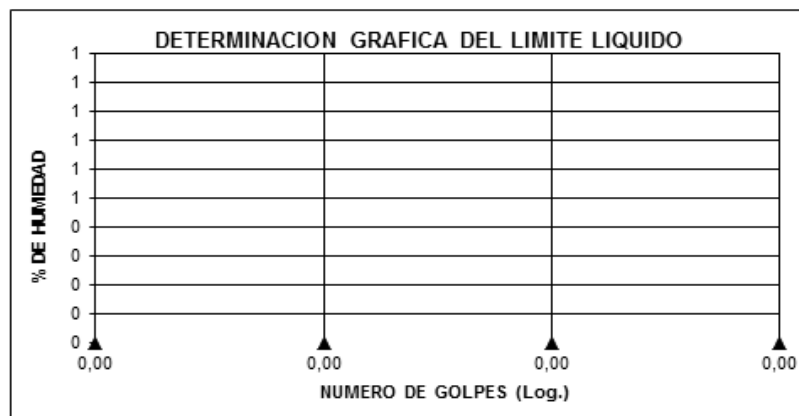 DETERMINACION GRAFICA DEL LIMITE LIQUIDO
% DE HUMEDAD
1
1
1
1
1
1
0
0
0
0
0
0,00 0,00 0,00 0,00
NUMERO DE GOLPES (Log.)